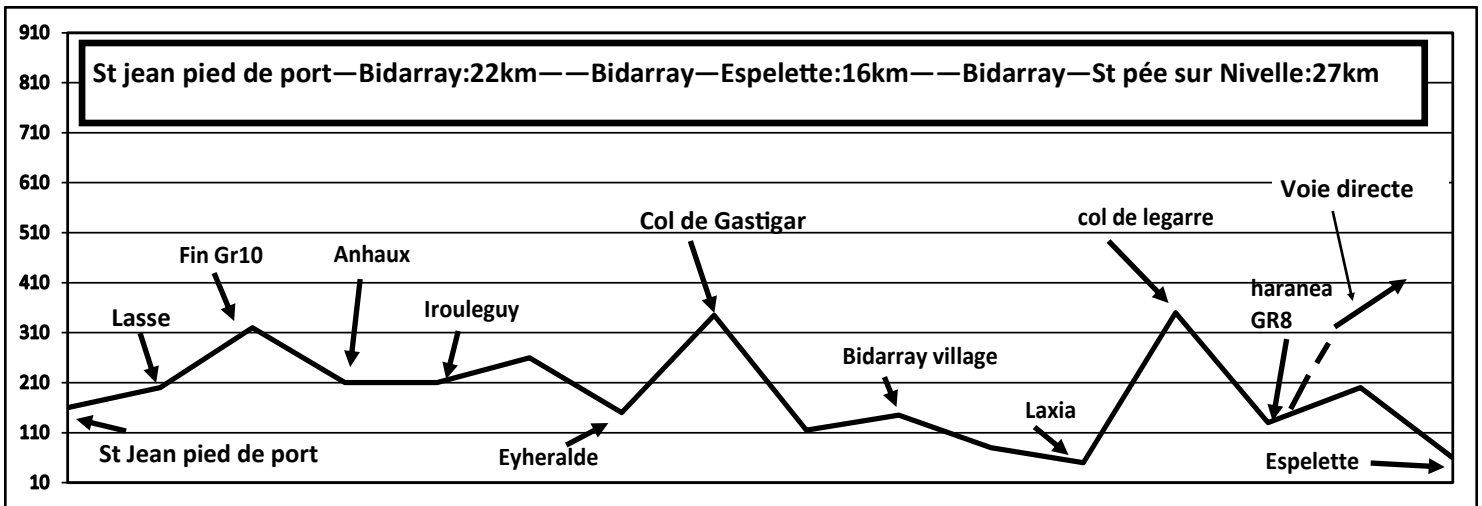 910
St jean pied de port—Bidarray:22km——Bidarray—Espelette:16km——Bidarray—St pée sur Nivelle:27km
810
710
610
Voie directe
510
Col de Gastigar
col de legarre
Fin Gr10
Anhaux
410
haranea
GR8
Lasse
Irouleguy
310
Bidarray village
210
Laxia
110
St Jean pied de port
Eyheralde
Espelette
10